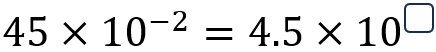 45 × 10⁻² = 4.5 × 10^□